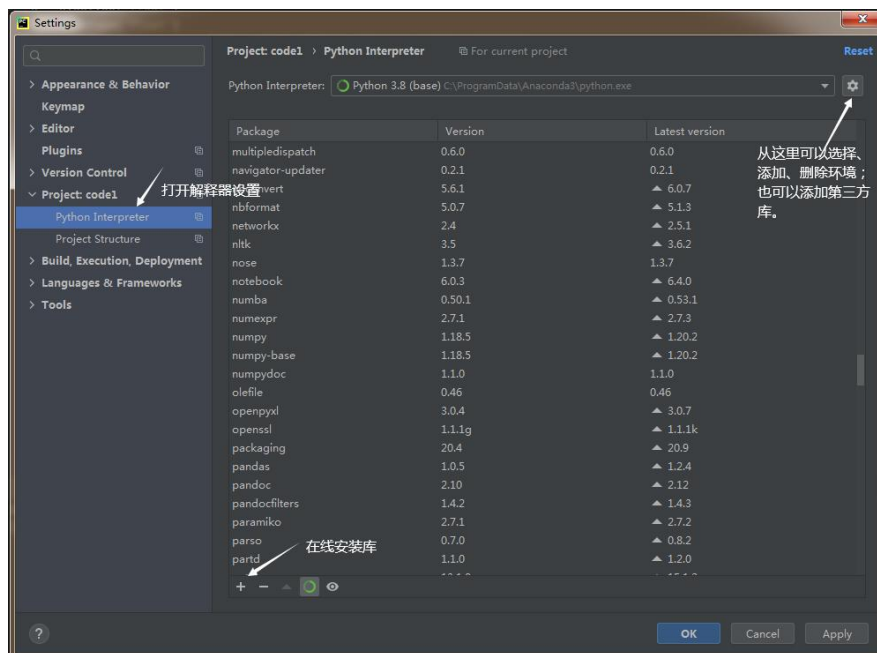 Settings
Project: code1 › Python Interpreter For current project Reset
Appearance & Behavior
Keymap
Editor
Plugins
Version Control
Project: code1
Python Interpreter
Project Structure
Build, Execution, Deployment
Languages & Frameworks
Tools
打开解释器设置
Python Interpreter: Python 3.8 (base) C:\ProgramData\Anaconda3\python.exe
Package Version Latest version
multipledispatch 0.6.0 0.6.0
navigator-updater 0.2.1 0.2.1
nvert 5.6.1 6.0.7
nbformat 5.0.7 5.1.3
networkx 2.4 2.5.1
nltk 3.5 3.6.2
nose 1.3.7 1.3.7
notebook 6.0.3 6.4.0
numba 0.50.1 0.53.1
numexpr 2.7.1 2.7.3
numpy 1.18.5 1.20.2
numpy-base 1.18.5 1.20.2
numpydoc 1.1.0 1.1.0
olefile 0.46 0.46
openpyxl 3.0.4 3.0.7
openssl 1.1.1g 1.1.1k
packaging 20.4 20.9
pandas 1.0.5 1.2.4
pandoc 2.10 2.12
pandocfilters 1.4.2 1.4.3
paramiko 2.7.1 2.7.2
parso 0.7.0 0.8.2
partd 1.1.0 1.2.0
从这里可以选择、
添加、删除环境；
也可以添加第三方
库。
在线安装库
OK Cancel Apply